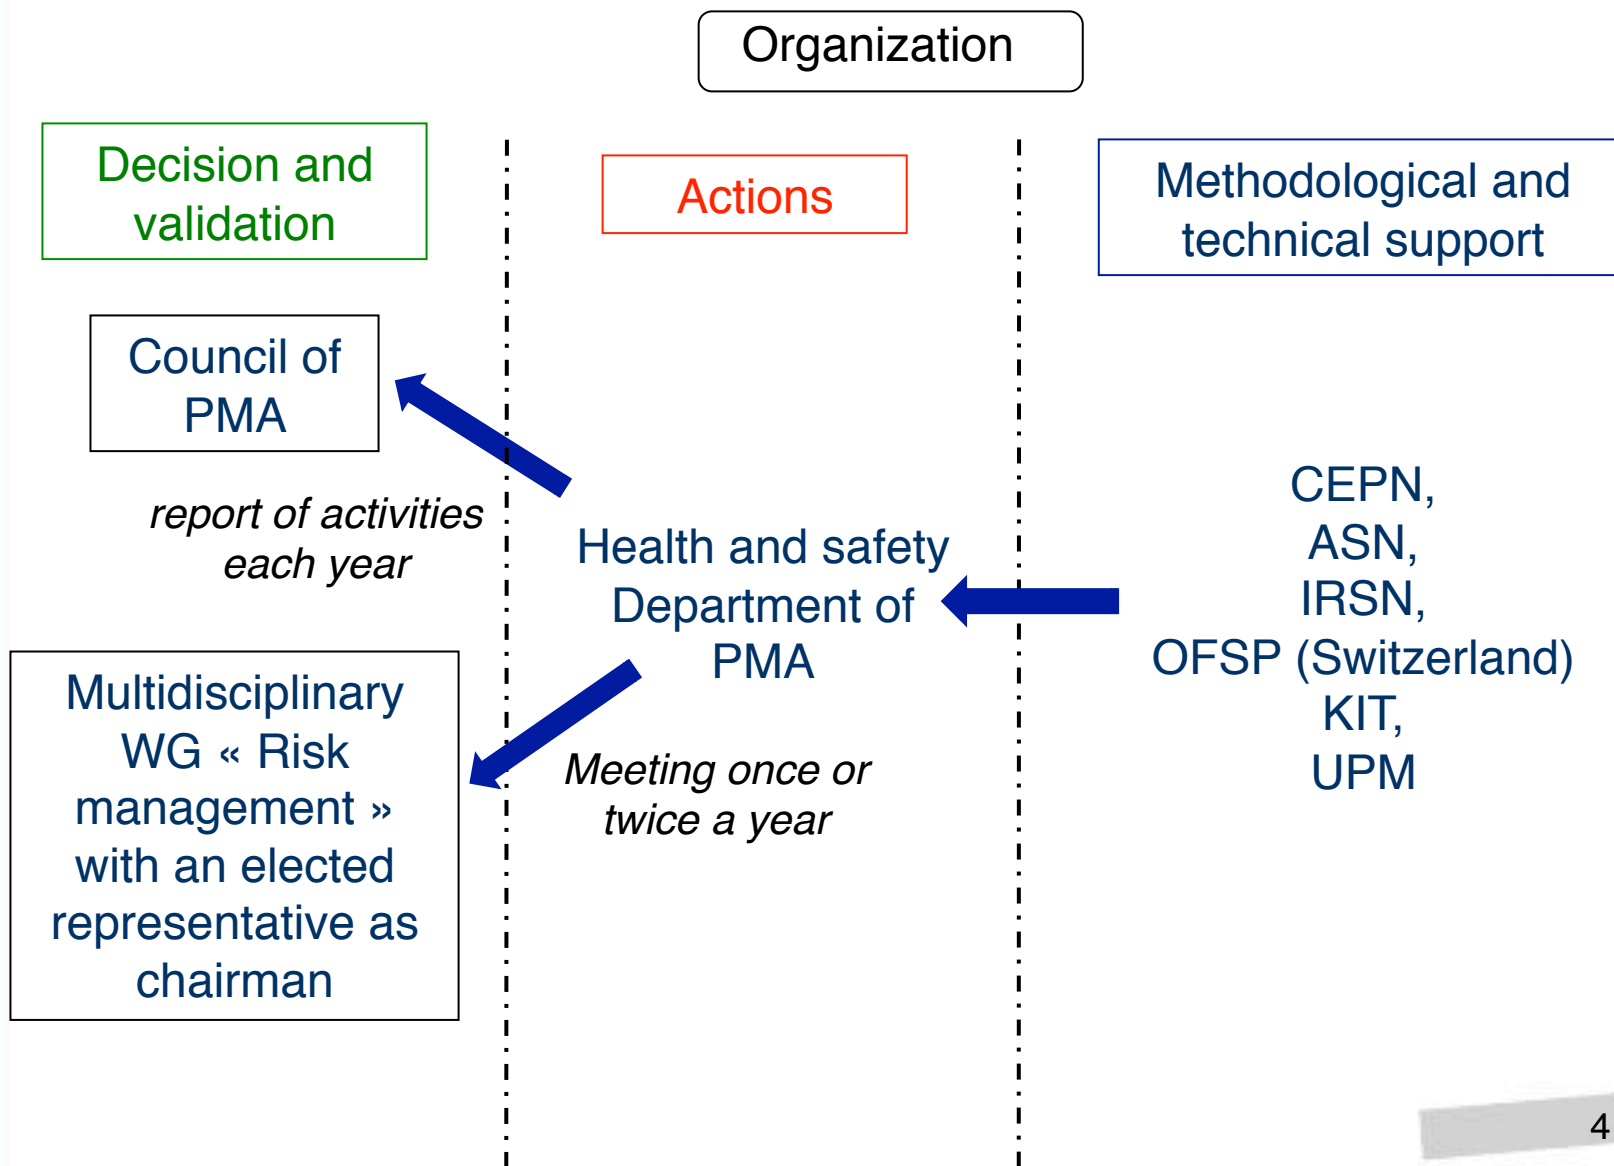 Organization
Decision and
validation
Actions
Methodological and
technical support
Council of
PMA
report of activities
each year
Multidisciplinary
WG « Risk
management »
with an elected
representative as
chairman
Health and safety
Department of
PMA
Meeting once or
twice a year
CEPN,
ASN,
IRSN,
OFSP (Switzerland)
KIT,
UPM
4